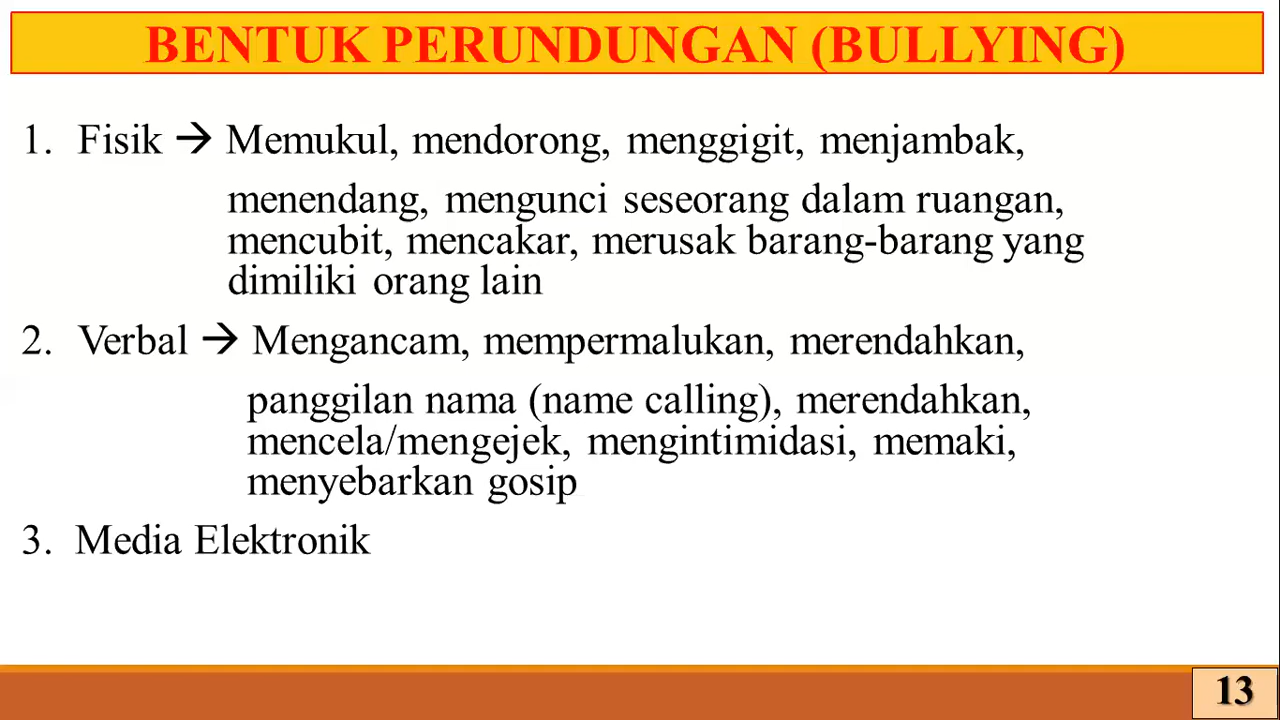 BENTUK PERUNDUNGAN (BULLYING)
1. Fisik → Memukul, mendorong, menggigit, menjambak,
menendang, mengunci seseorang dalam ruangan,
mencubit, mencakar, merusak barang-barang yang
dimiliki orang lain
2. Verbal → Mengancam, mempermalukan, merendahkan,
panggilan nama (name calling), merendahkan,
mencela/mengejek, mengintimidasi, memaki,
menyebarkan gosip
3. Media Elektronik
13